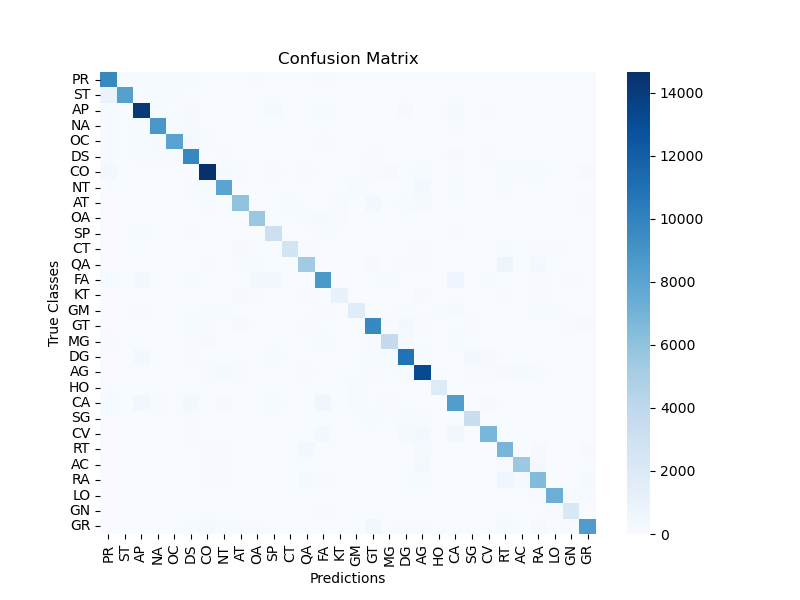 Confusion Matrix
PR
ST
AP
NA
OC
DS
CO
NT
AT
OA
SP
CT
QA
FA
KT
GM
GT
MG
DG
AG
HO
CA
SG
CV
RT
AC
RA
LO
GN
GR
True Classes
PR ST AP NA OC DS CO NT AT OA SP CT QA FA KT GM GT MG DG AG HO CA SG CV RT AC RA LO GN GR
Predictions
14000
12000
10000
8000
6000
4000
2000
0